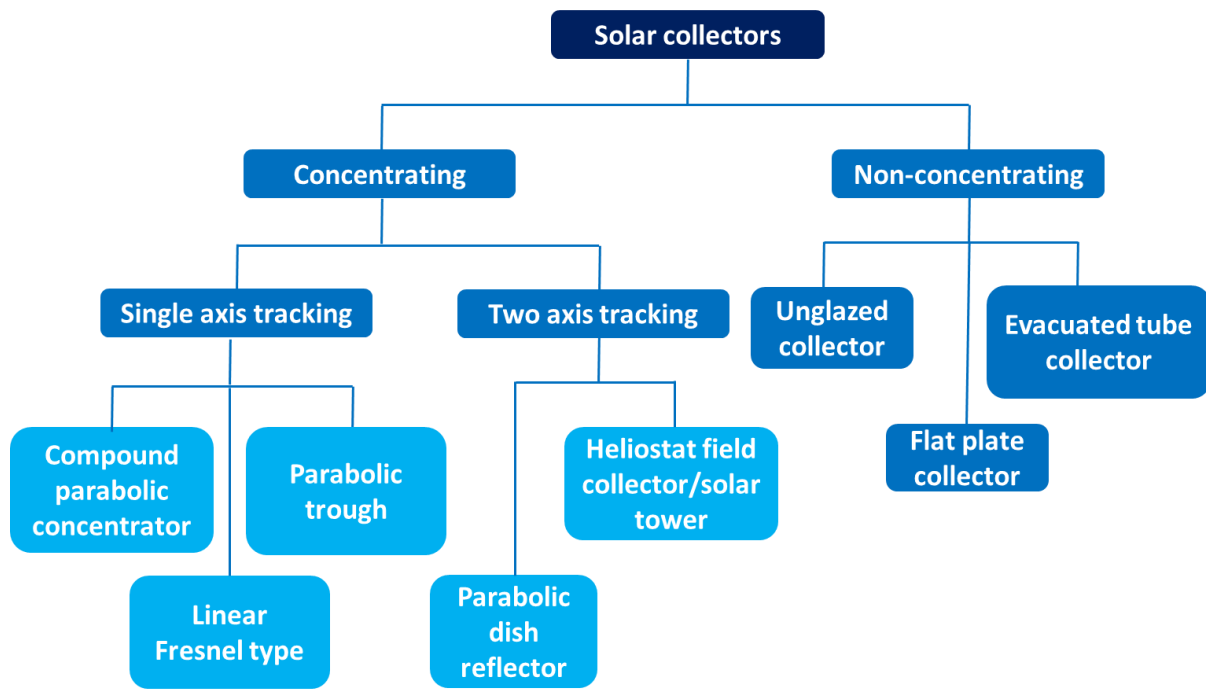 Solar collectors
Concentrating
Non-concentrating
Single axis tracking
Two axis tracking
Unglazed
collector
Evacuated tube
collector
Compound
parabolic
concentrator
Parabolic
trough
Heliostat field
collector/solar
tower
Flat plate
collector
Linear
Fresnel type
Parabolic
dish
reflector